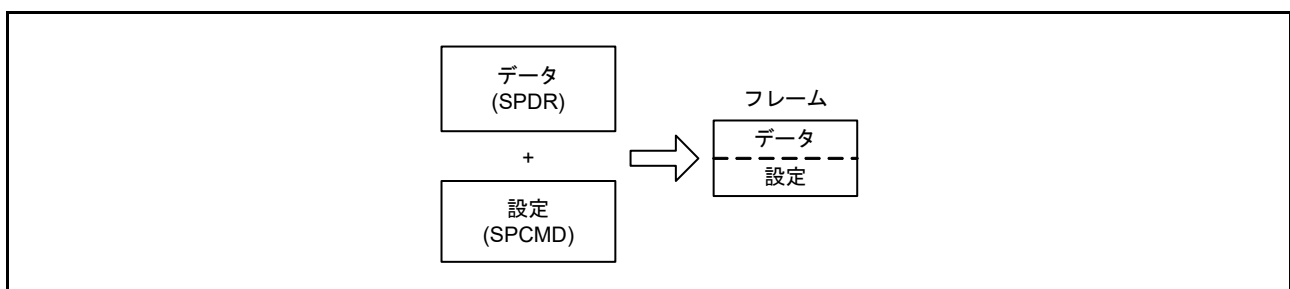 データ
(SPDR)
+
設定
(SPCMD)
フレーム
データ
設定